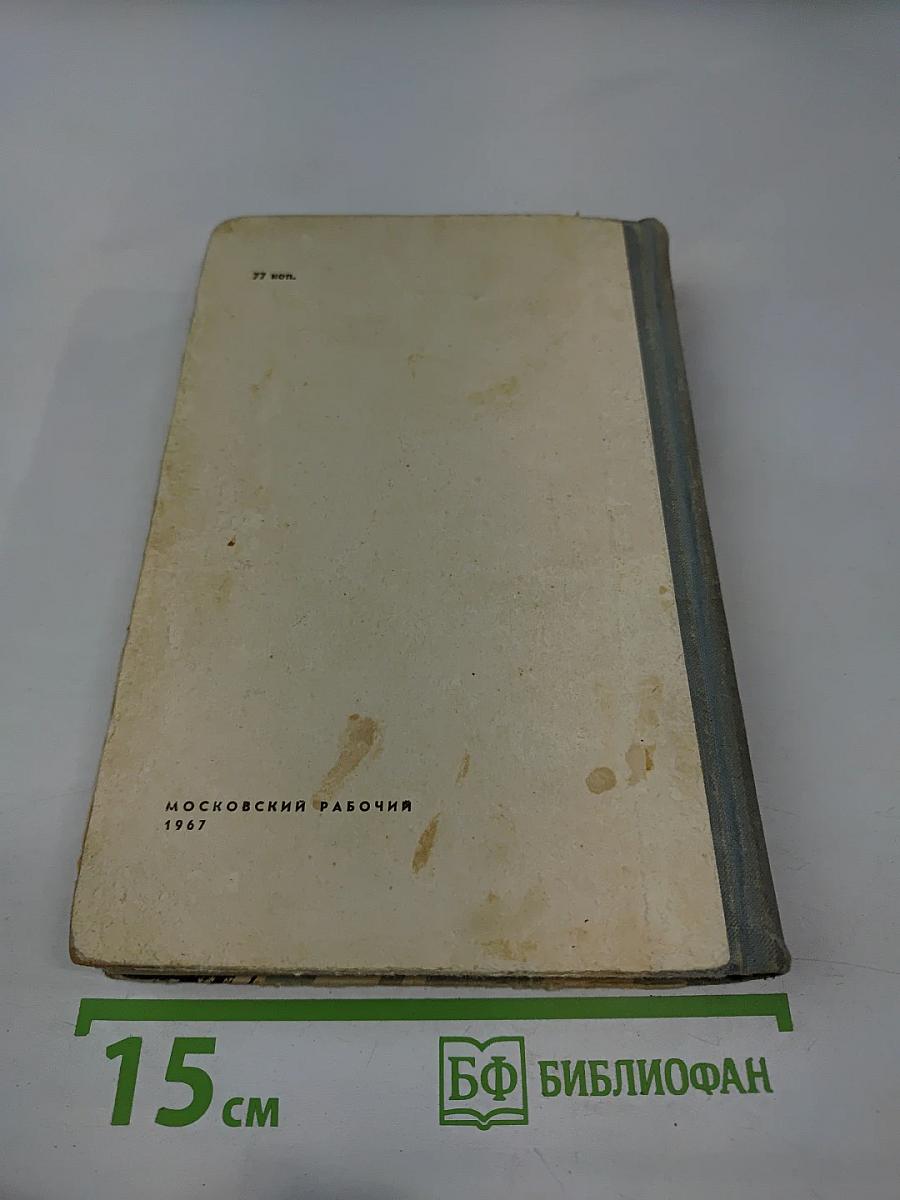 77 коп.
МОСКОВСКИЙ РАБОЧИЙ
1967
15 см
БФ БИБЛИОФАН